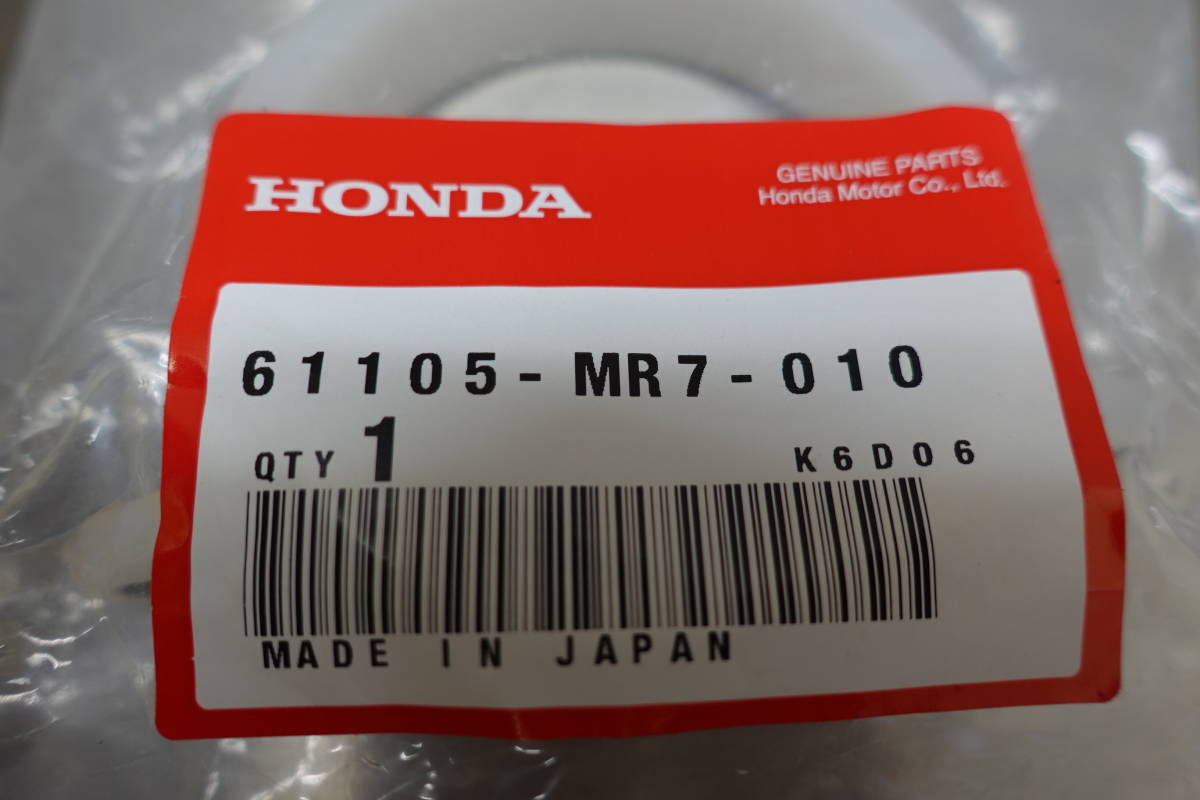 HONDA
GENUINE PARTS
Honda Motor Co., Ltd.
61105-MR7-010
QTY 1 K6D06
MADE IN JAPAN